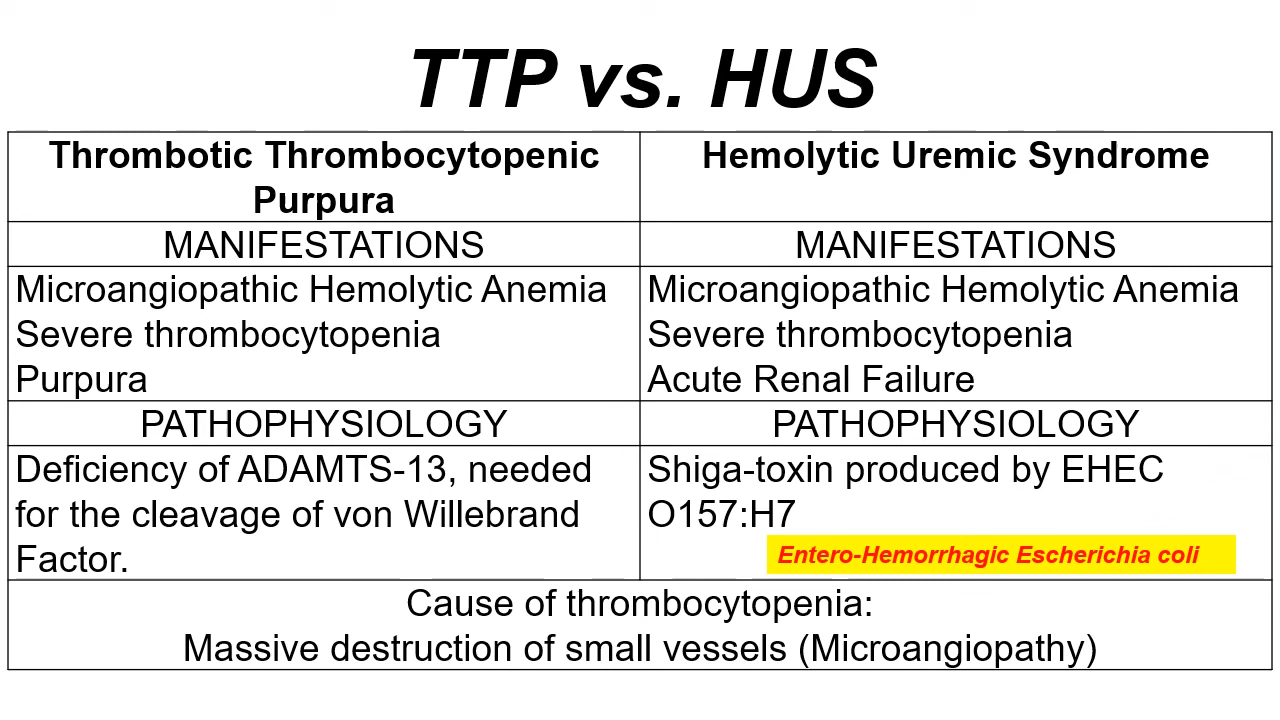 TTP vs. HUS
Thrombotic Thrombocytopenic
Purpura
Hemolytic Uremic Syndrome
MANIFESTATIONS
MANIFESTATIONS
Microangiopathic Hemolytic Anemia
Severe thrombocytopenia
Purpura
Microangiopathic Hemolytic Anemia
Severe thrombocytopenia
Acute Renal Failure
PATHOPHYSIOLOGY
PATHOPHYSIOLOGY
Deficiency of ADAMTS-13, needed
for the cleavage of von Willebrand
Factor.
Shiga-toxin produced by EHEC
O157:H7
Entero-Hemorrhagic Escherichia coli
Cause of thrombocytopenia:
Massive destruction of small vessels (Microangiopathy)